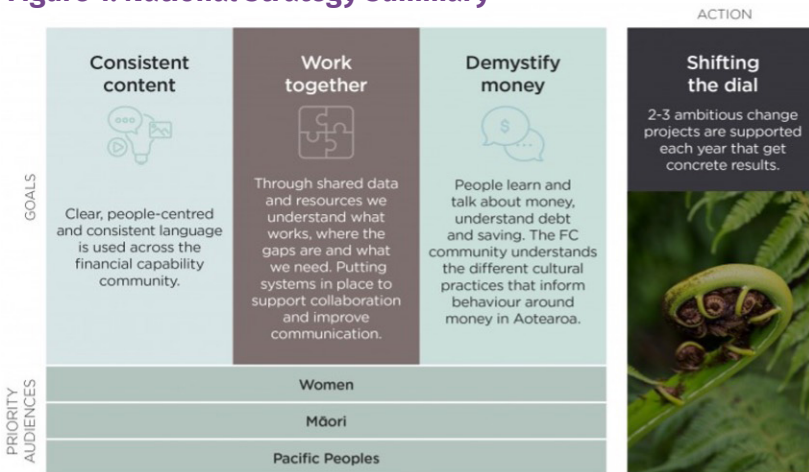 ACTION
Consistent
content
Work
together
Demystify
money
Shifting
the dial
2-3 ambitious change
projects are supported
each year that get
concrete results.
GOALS
Clear, people-centred
and consistent language
is used across the
financial capability
community.
Through shared data
and resources we
understand what
works, where the
gaps are and what
we need. Putting
systems in place to
support collaboration
and improve
communication.
$
People learn and
talk about money,
understand debt
and saving. The FC
community understands
the different cultural
practices that inform
behaviour around
money in Aotearoa.
PRIORITY
AUDIENCES
Women
Māori
Pacific Peoples